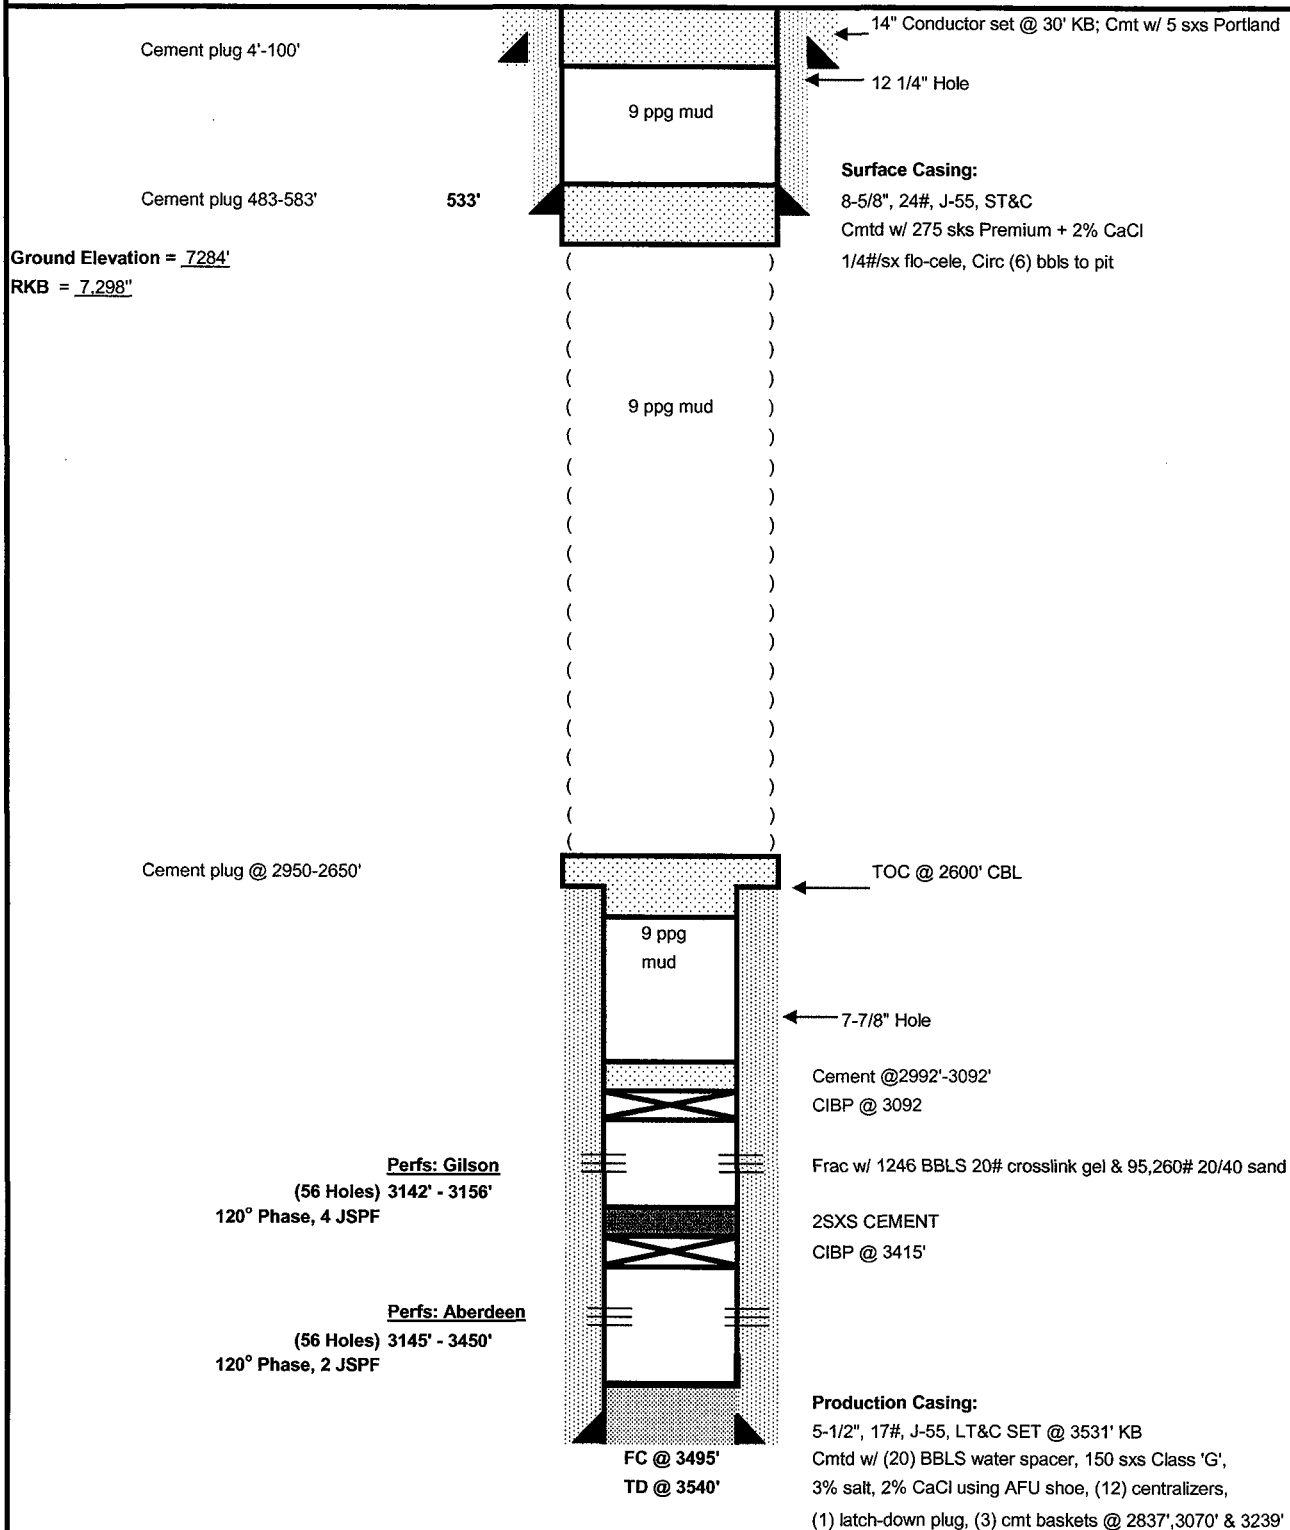 14" Conductor set @ 30' KB; Cmt w/ 5 sxs Portland
Cement plug 4'-100'
12 1/4" Hole
9 ppg mud
Surface Casing:
Cement plug 483-583'
533'
8-5/8", 24#, J-55, ST&C
Cmtd w/ 275 sks Premium + 2% CaCl
Ground Elevation = 7284'
1/4#/sx flo-cele, Circ (6) bbls to pit
RKB = 7,298"
9 ppg mud
Cement plug @ 2950-2650'
TOC @ 2600' CBL
9 ppg
mud
7-7/8" Hole
Cement @2992'-3092'
CIBP @ 3092
Perfs: Gilson
Frac w/ 1246 BBLS 20# crosslink gel & 95,260# 20/40 sand
(56 Holes) 3142' - 3156'
120° Phase, 4 JSPF
2SXS CEMENT
CIBP @ 3415'
Perfs: Aberdeen
(56 Holes) 3145' - 3450'
120° Phase, 2 JSPF
Production Casing:
5-1/2", 17#, J-55, LT&C SET @ 3531' KB
FC @ 3495'
Cmtd w/ (20) BBLS water spacer, 150 sxs Class 'G',
TD @ 3540'
3% salt, 2% CaCl using AFU shoe, (12) centralizers,
(1) latch-down plug, (3) cmt baskets @ 2837',3070' & 3239'